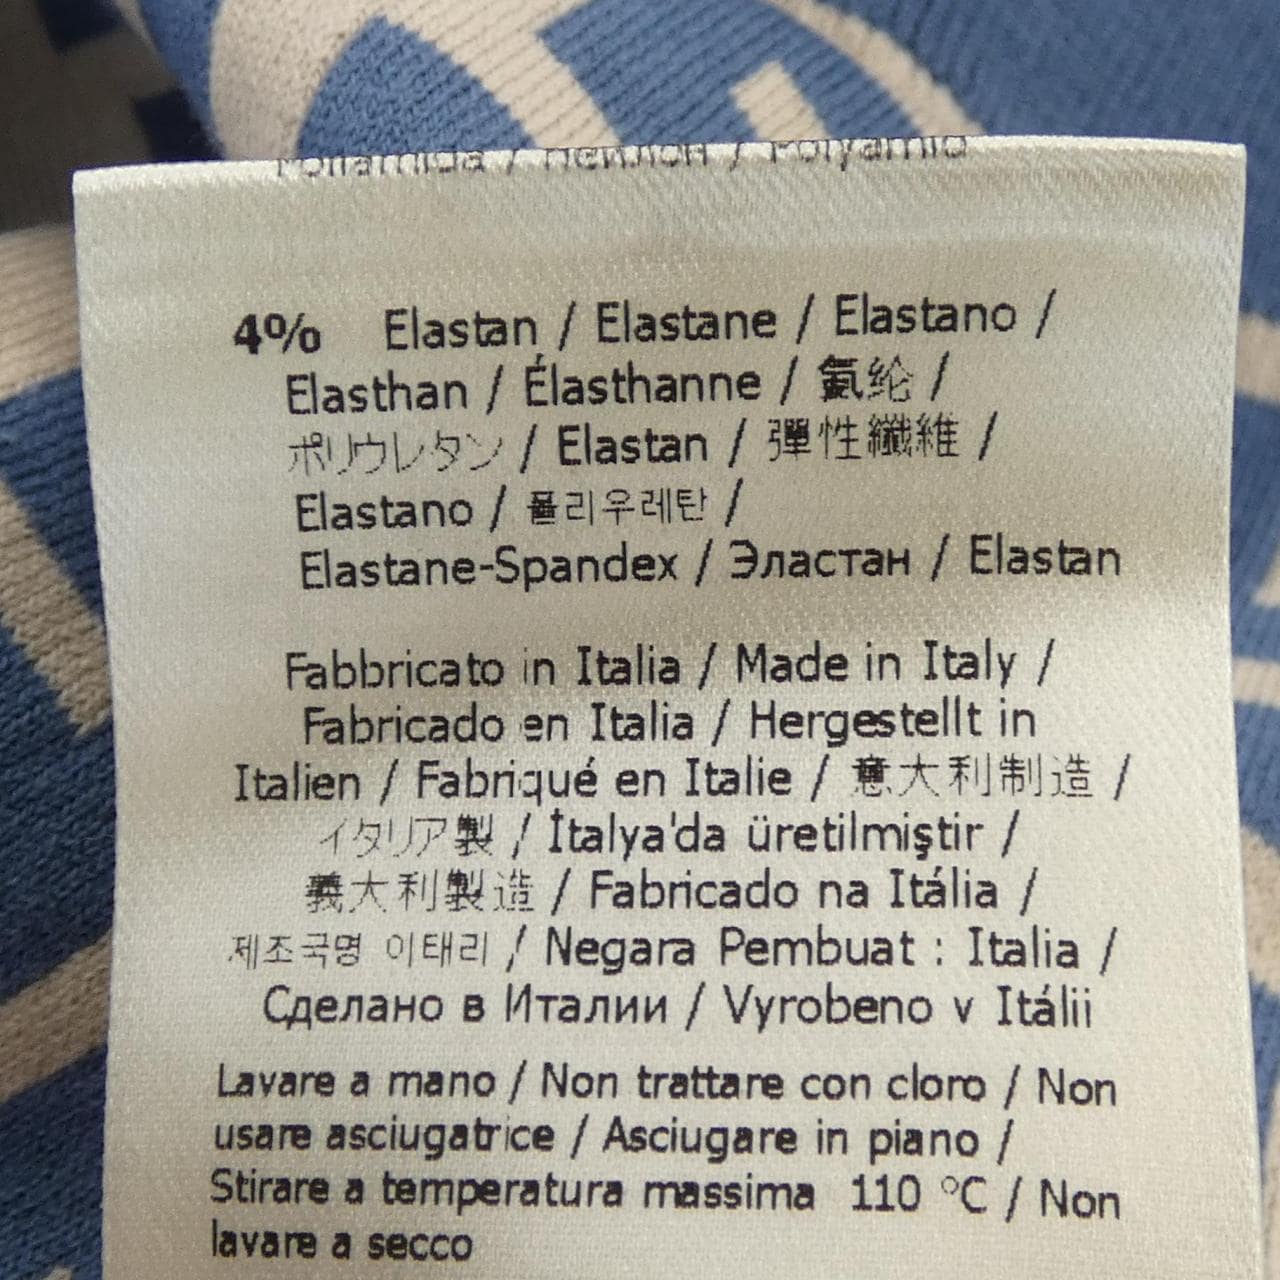 Poliamida / Нейлон / Polyamid
4% Elastan / Elastane / Elastano /
Elasthan / Élasthanne / 氨纶 /
ポリウレタン / Elastan / 彈性纖維 /
Elastano / 폴리우레탄 /
Elastane-Spandex / Эластан / Elastan
Fabbricato in Italia / Made in Italy /
Fabricado en Italia / Hergestellt in
Italien / Fabriqué en Italie / 意大利制造 /
イタリア製 / İtalya'da üretilmiştir /
義大利製造 / Fabricado na Itália /
제조국명 이태리 / Negara Pembuat : Italia /
Сделано в Италии / Vyrobeno v Itálii
Lavare a mano / Non trattare con cloro / Non
usare asciugatrice / Asciugare in piano /
Stirare a temperatura massima 110 °C / Non
lavare a secco